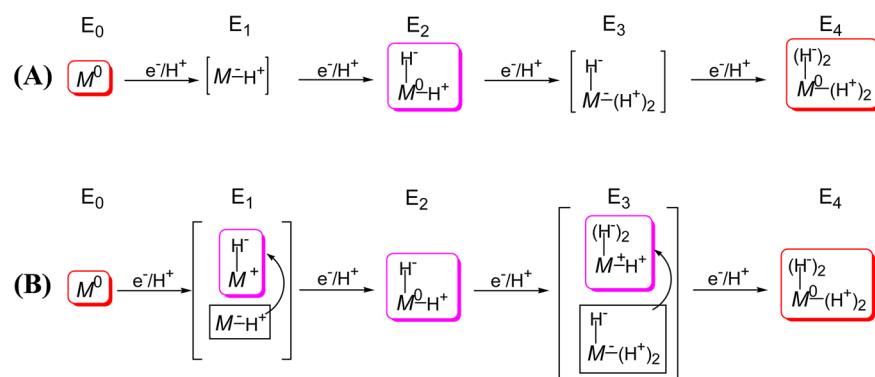 E₀ E₁ E₂ E₃ E₄
(A) M⁰ e⁻/H⁺ [M⁻–H⁺] e⁻/H⁺ H⁻ M⁰–H⁺ e⁻/H⁺ [H⁻ M⁻–(H⁺)₂] e⁻/H⁺ (H⁻)₂ M⁰–(H⁺)₂
E₀ E₁ E₂ E₃ E₄
(B) M⁰ e⁻/H⁺ [H⁻ M⁺
M⁻–H⁺] e⁻/H⁺ H⁻ M⁰–H⁺ e⁻/H⁺ [(H⁻)₂ M⁺–H⁺
H⁻ M⁻–(H⁺)₂] e⁻/H⁺ (H⁻)₂ M⁰–(H⁺)₂